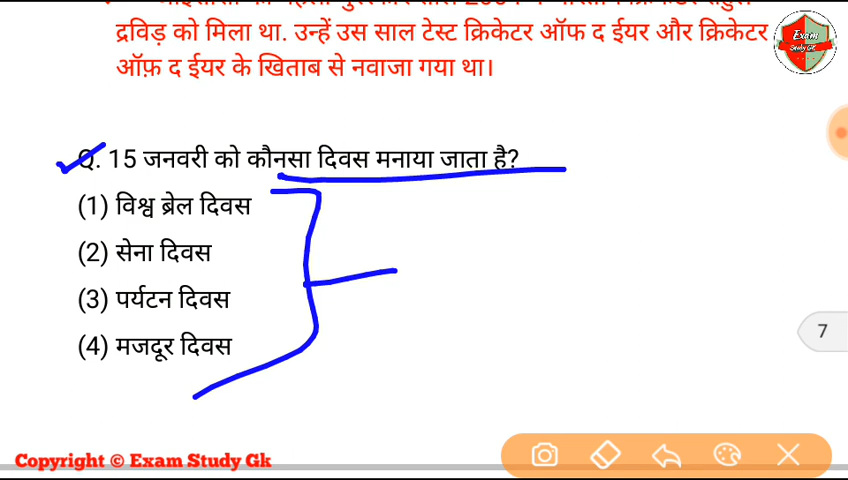 द्रविड़ को मिला था. उन्हें उस साल टेस्ट क्रिकेटर ऑफ द ईयर और क्रिकेटर
ऑफ़ द ईयर के खिताब से नवाजा गया था।
Exam
Study GK
Q. 15 जनवरी को कौनसा दिवस मनाया जाता है?
(1) विश्व ब्रेल दिवस
(2) सेना दिवस
(3) पर्यटन दिवस
(4) मजदूर दिवस
7
Copyright © Exam Study Gk